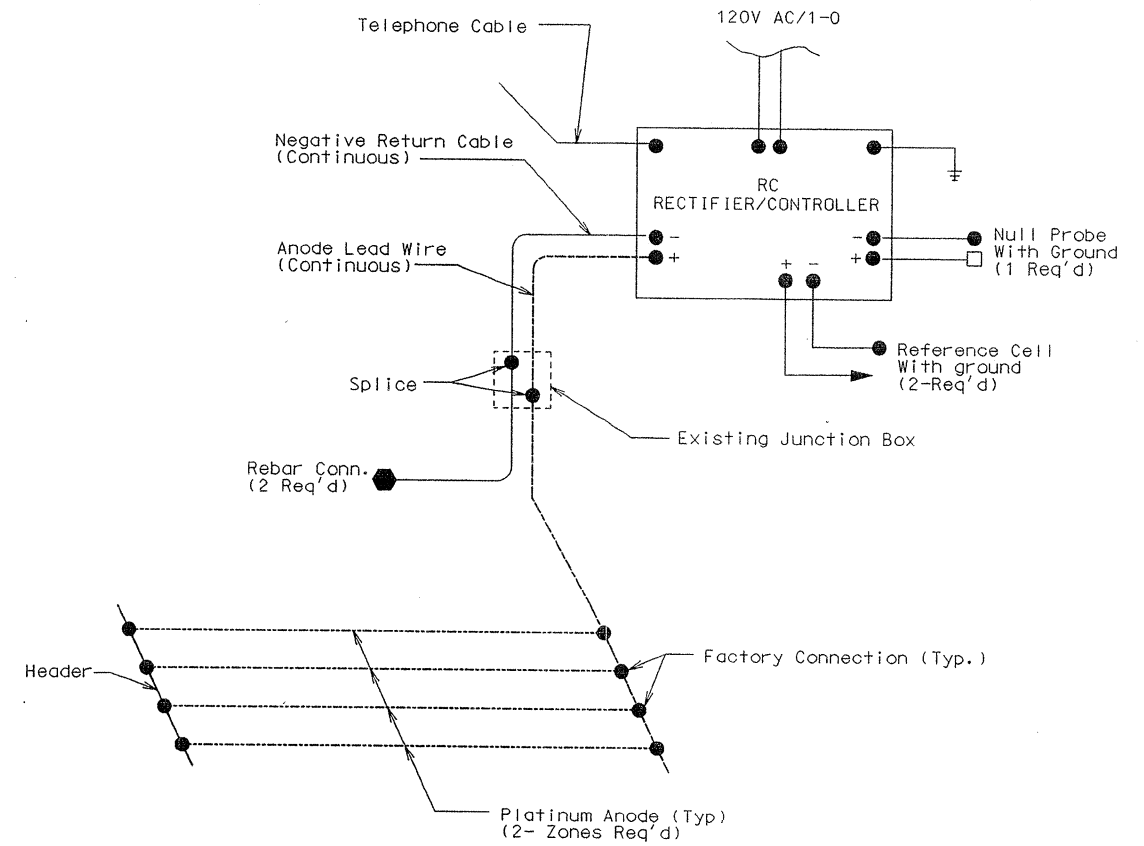 Telephone Cable
120V AC/1-O
Negative Return Cable
(Continuous)
RC
RECTIFIER/CONTROLLER
Anode Lead Wire
(Continuous)
-
+
-
+
+ -
Null Probe
With Ground
(1 Req'd)
Reference Cell
With ground
(2-Req'd)
Splice
Existing Junction Box
Rebar Conn.
(2 Req'd)
Header
Factory Connection (Typ.)
Platinum Anode (Typ)
(2- Zones Req'd)